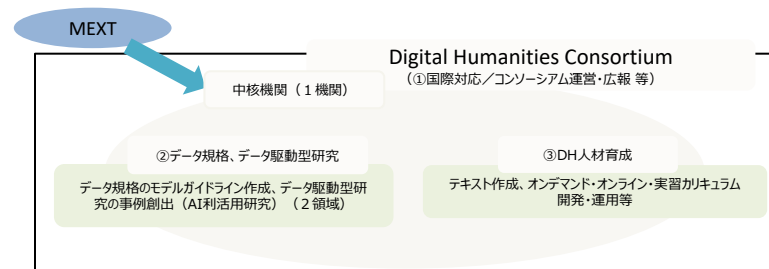 MEXT
Digital Humanities Consortium
（①国際対応／コンソーシアム運営・広報 等）
中核機関（１機関）
②データ規格、データ駆動型研究
データ規格のモデルガイドライン作成、データ駆動型研
究の事例創出（AI利活用研究）（２領域）
③DH人材育成
テキスト作成、オンデマンド・オンライン・実習カリキュラム
開発・運用等